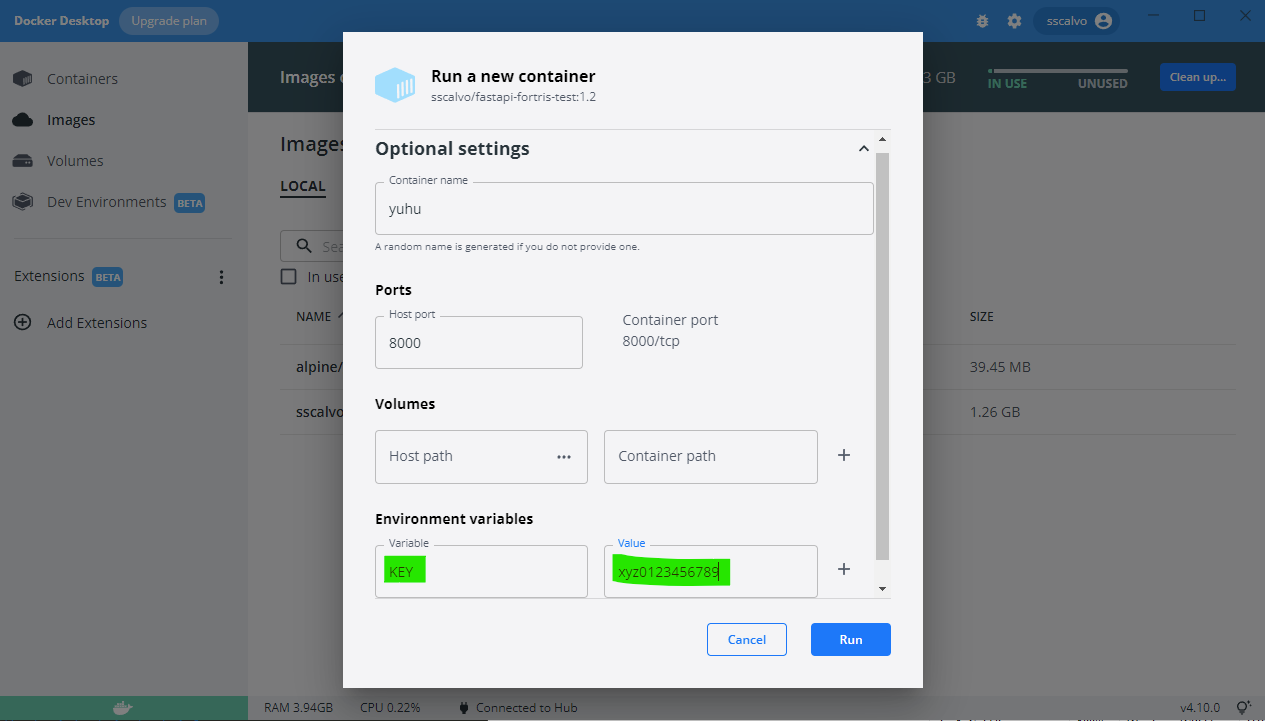 Docker Desktop
Upgrade plan
sscalvo
Containers
Images
Volumes
Dev Environments BETA
Extensions BETA
Add Extensions
Images
3 GB
IN USE
UNUSED
Clean up...
Images
LOCAL
Sea
In use
NAME
SIZE
alpine/
39.45 MB
sscalvo
1.26 GB
Run a new container
sscalvo/fastapi-fortris-test:1.2
Optional settings
Container name
yuhu
A random name is generated if you do not provide one.
Ports
Host port
8000
Container port
8000/tcp
Volumes
Host path
Container path
Environment variables
Variable
KEY
Value
xyz0123456789
Cancel
Run
RAM 3.94GB
CPU 0.22%
Connected to Hub
v4.10.0